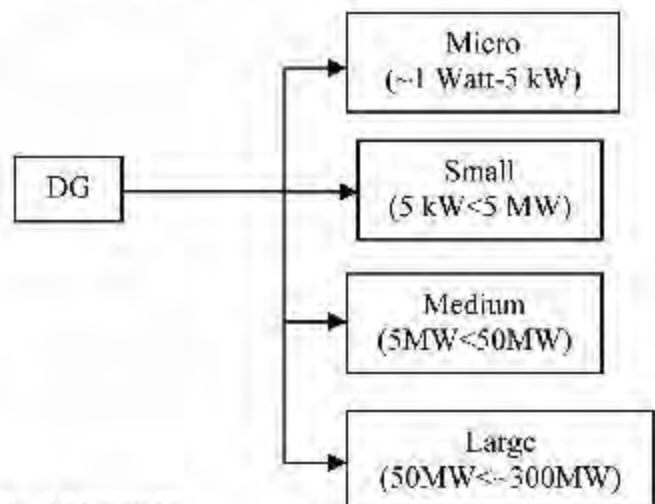 Micro
(~1 Watt-5 kW)
DG
Small
(5 kW<5 MW)
Medium
(5MW<50MW)
Large
(50MW<~300MW)